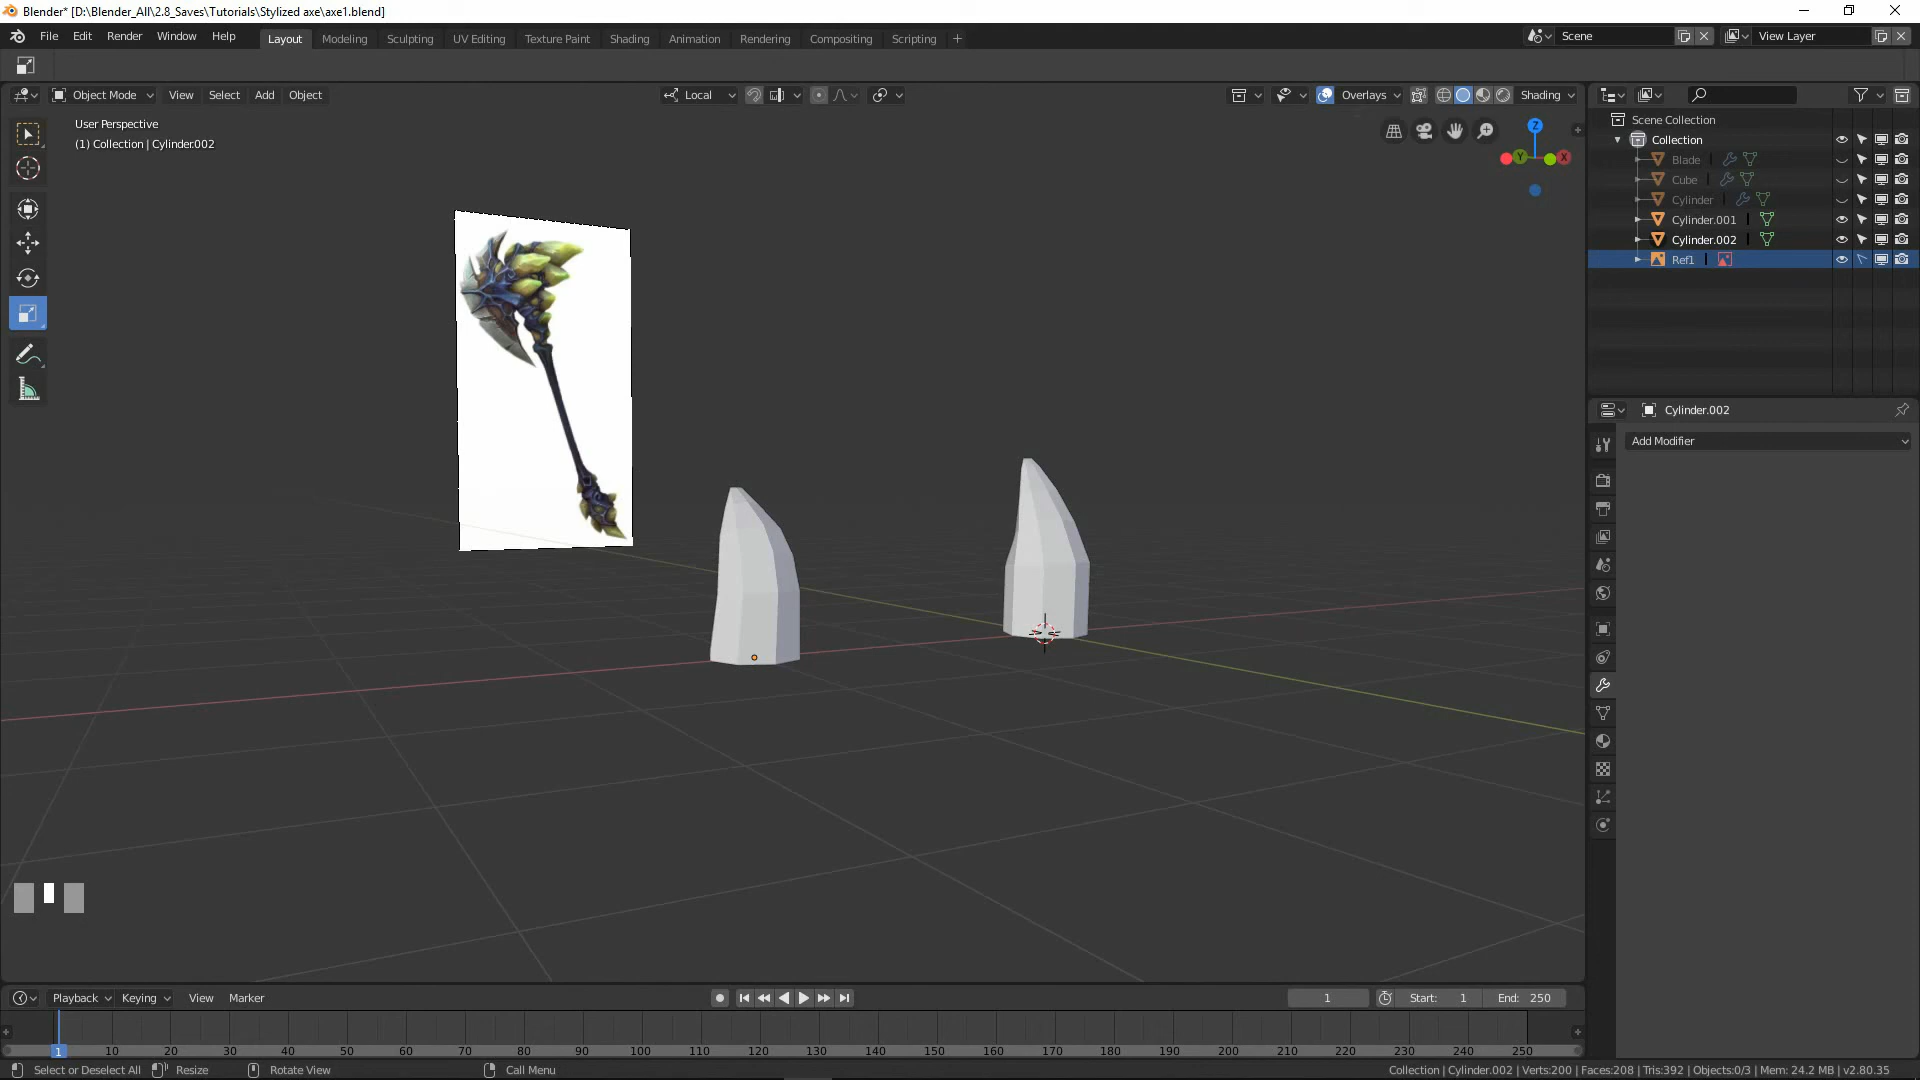 Blender* [D:\Blender_All\2.8_Saves\Tutorials\Stylized axe\axe1.blend]
File Edit Render Window Help Layout Modeling Sculpting UV Editing Texture Paint Shading Animation Rendering Compositing Scripting + Scene View Layer
Object Mode View Select Add Object Local Overlays Shading
User Perspective
(1) Collection | Cylinder.002
Z
Y
X
Scene Collection
Collection
Blade
Cube
Cylinder
Cylinder.001
Cylinder.002
Ref1
Cylinder.002
Add Modifier
Playback Keying View Marker 1 Start: 1 End: 250
1 10 20 30 40 50 60 70 80 90 100 110 120 130 140 150 160 170 180 190 200 210 220 230 240 250
Select or Deselect All Resize Rotate View Call Menu Collection | Cylinder.002 | Verts:200 | Faces:208 | Tris:392 | Objects:0/3 | Mem: 24.2 MB | v2.80.35